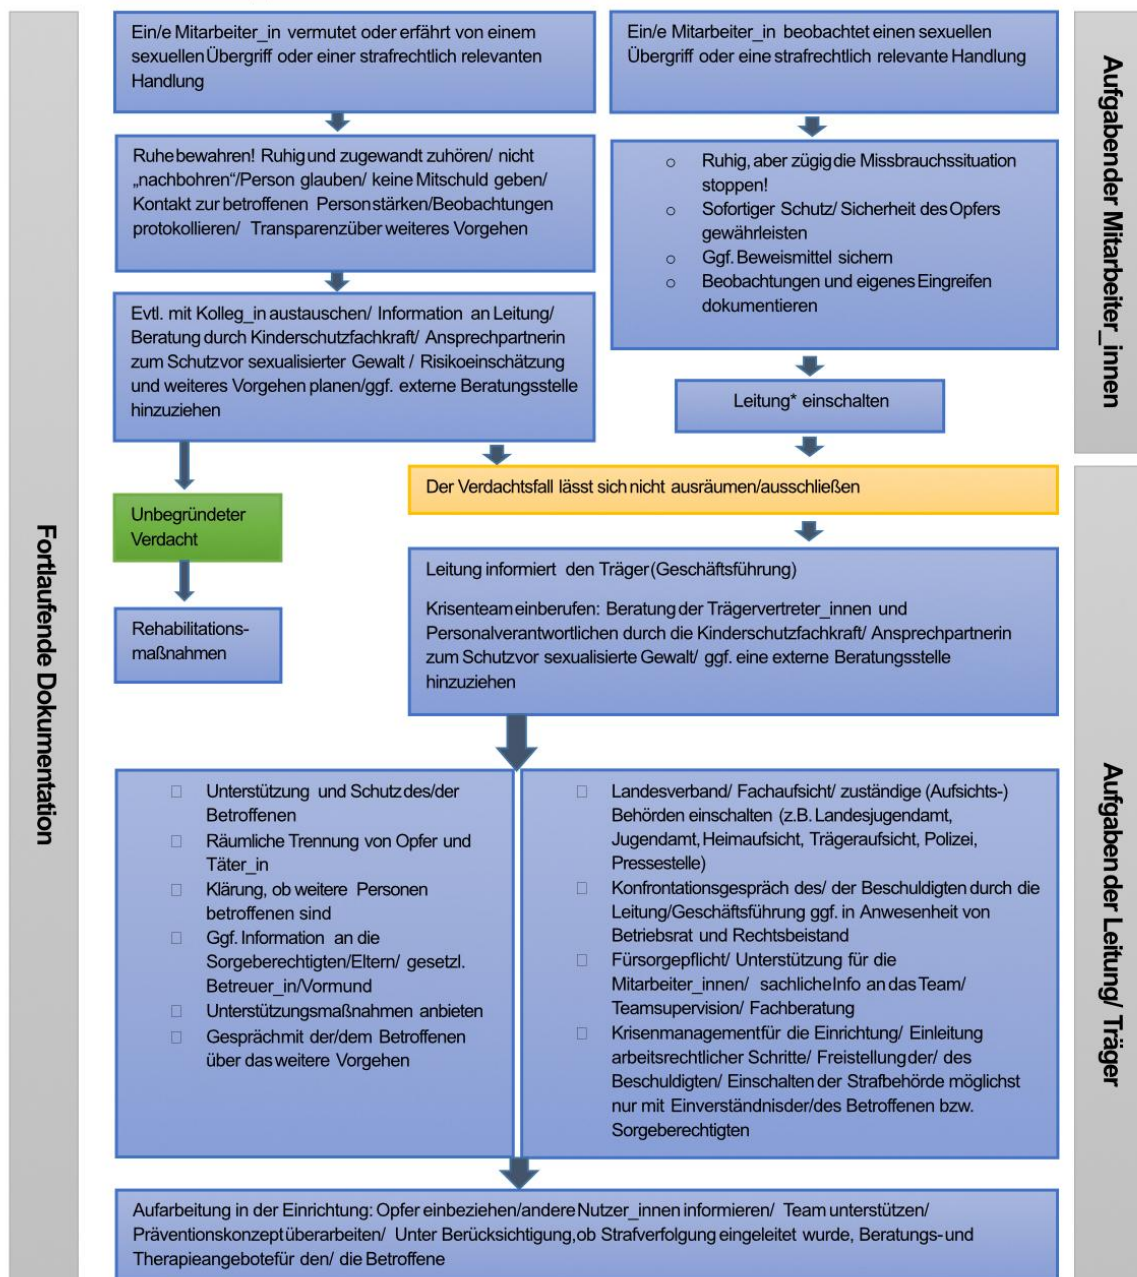 Ein/e Mitarbeiter_in vermutet oder erfährt von einem
sexuellen Übergriff oder einer strafrechtlich relevanten
Handlung
Ein/e Mitarbeiter_in beobachtet einen sexuellen
Übergriff oder eine strafrechtlich relevante Handlung
Ruhe bewahren! Ruhig und zugewandt zuhören/ nicht
„nachbohren“/Person glauben/ keine Mitschuld geben/
Kontakt zur betroffenen Person stärken/Beobachtungen
protokollieren/ Transparenz über weiteres Vorgehen
o Ruhig, aber zügig die Missbrauchssituation
stoppen!
o Sofortiger Schutz/ Sicherheit des Opfers
gewährleisten
o Ggf. Beweismittel sichern
o Beobachtungen und eigenes Eingreifen
dokumentieren
Evtl. mit Kolleg_in austauschen/ Information an Leitung/
Beratung durch Kinderschutzfachkraft/ Ansprechpartnerin
zum Schutz vor sexualisierter Gewalt / Risikoeinschätzung
und weiteres Vorgehen planen/ggf. externe Beratungsstelle
hinzuziehen
Leitung* einschalten
Aufgaben der Mitarbeiter_innen
Der Verdachtsfall lässt sich nicht ausräumen/ausschließen
Unbegründeter
Verdacht
Rehabilitations-
maßnahmen
Leitung informiert den Träger (Geschäftsführung)
Krisenteam einberufen: Beratung der Trägervertreter_innen und
Personalverantwortlichen durch die Kinderschutzfachkraft/ Ansprechpartnerin
zum Schutz vor sexualisierte Gewalt/ ggf. eine externe Beratungsstelle
hinzuziehen
Fortlaufende Dokumentation
Unterstützung und Schutz des/der
Betroffenen
Räumliche Trennung von Opfer und
Täter_in
Klärung, ob weitere Personen
betroffenen sind
Ggf. Information an die
Sorgeberechtigten/Eltern/ gesetzl.
Betreuer_in/Vormund
Unterstützungsmaßnahmen anbieten
Gespräch mit der/dem Betroffenen
über das weitere Vorgehen
Landesverband/ Fachaufsicht/ zuständige (Aufsichts-)
Behörden einschalten (z.B. Landesjugendamt,
Jugendamt, Heimaufsicht, Trägeraufsicht, Polizei,
Pressestelle)
Konfrontationsgespräch des/ der Beschuldigten durch die
Leitung/Geschäftsführung ggf. in Anwesenheit von
Betriebsrat und Rechtsbeistand
Fürsorgepflicht/ Unterstützung für die
Mitarbeiter_innen/ sachliche Info an das Team/
Teamsupervision/ Fachberatung
Krisenmanagement für die Einrichtung/ Einleitung
arbeitsrechtlicher Schritte/ Freistellung der/ des
Beschuldigten/ Einschalten der Strafbehörde möglichst
nur mit Einverständnis der/des Betroffenen bzw.
Sorgeberechtigten
Aufgaben der Leitung/ Träger
Aufarbeitung in der Einrichtung: Opfer einbeziehen/andere Nutzer_innen informieren/ Team unterstützen/
Präventionskonzept überarbeiten/ Unter Berücksichtigung, ob Strafverfolgung eingeleitet wurde, Beratungs- und
Therapieangebote für den/ die Betroffene